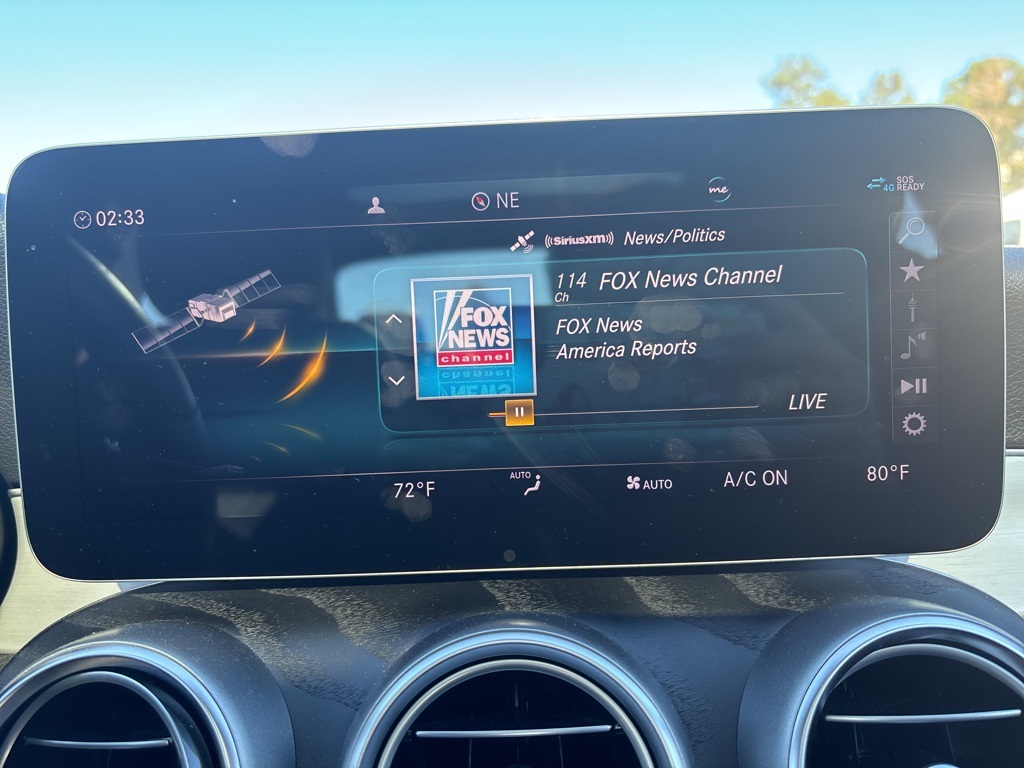 02:33
NE
me
4G
SOS
READY
((SiriusXM)) News/Politics
114 FOX News Channel
Ch
FOX
NEWS
channel
FOX News
America Reports
LIVE
72°F
AUTO
AUTO
A/C ON
80°F